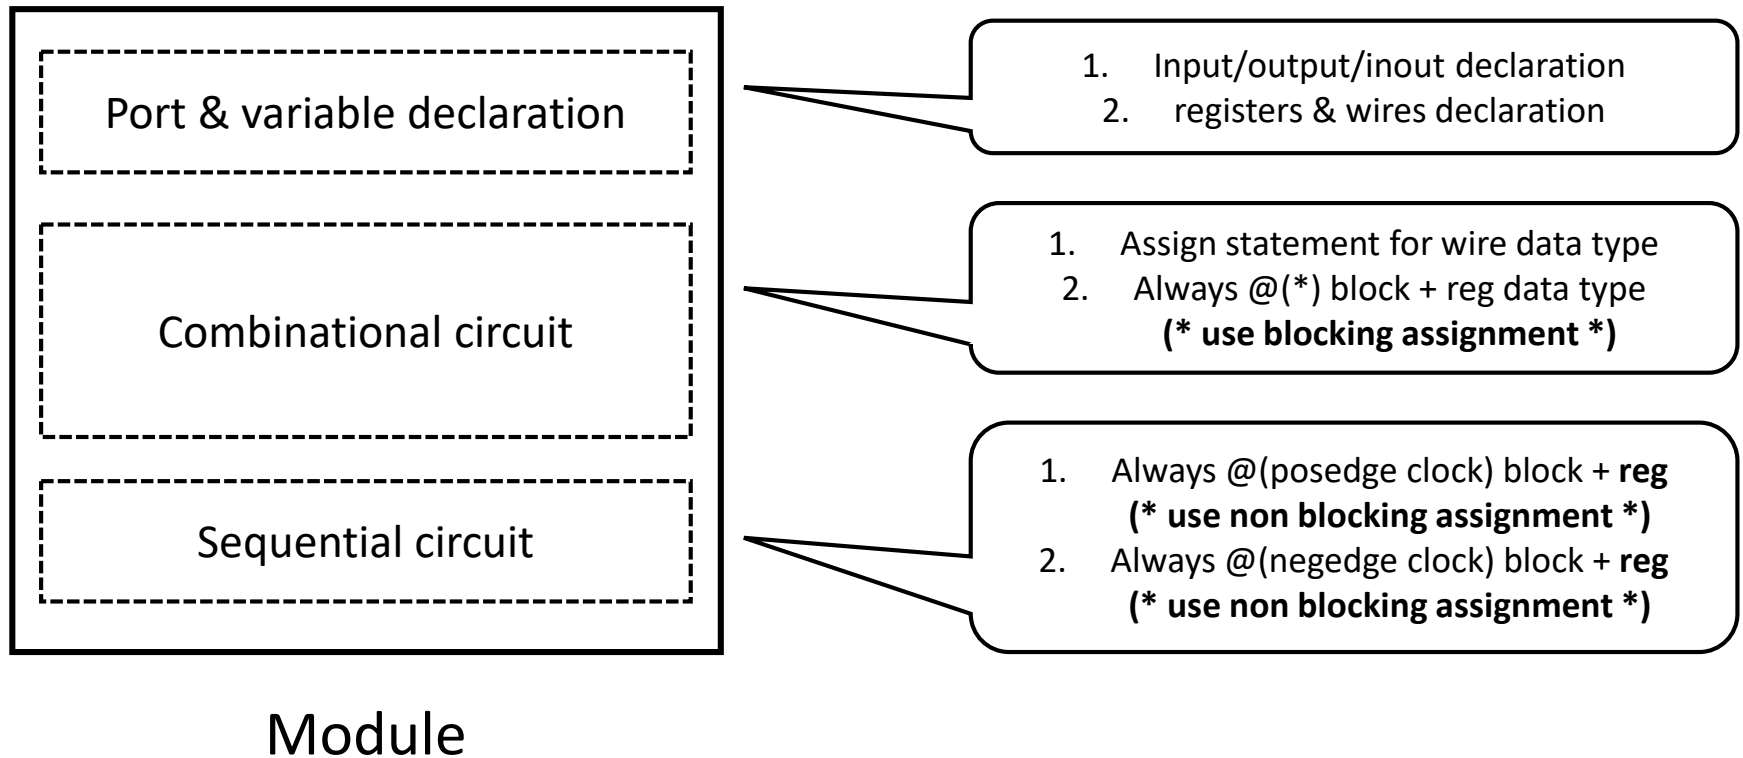 Port & variable declaration
1. Input/output/inout declaration
2. registers & wires declaration
Combinational circuit
1. Assign statement for wire data type
2. Always @(*) block + reg data type
(* use blocking assignment *)
Sequential circuit
1. Always @(posedge clock) block + reg
(* use non blocking assignment *)
2. Always @(negedge clock) block + reg
(* use non blocking assignment *)
Module